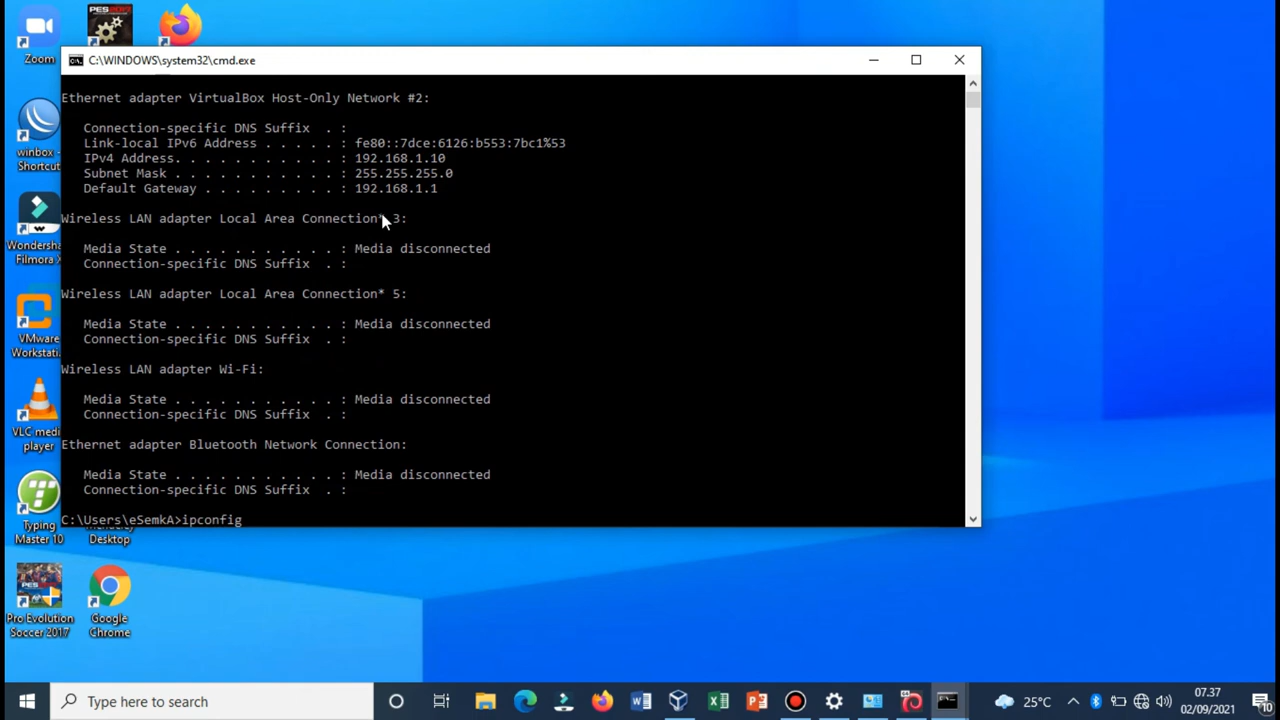 Zoom
PES2013
C:\WINDOWS\system32\cmd.exe
Ethernet adapter VirtualBox Host-Only Network #2:
Connection-specific DNS Suffix . :
Link-local IPv6 Address . . . . . : fe80::7dce:6126:b553:7bc1%53
IPv4 Address. . . . . . . . . . . : 192.168.1.10
Subnet Mask . . . . . . . . . . . : 255.255.255.0
Default Gateway . . . . . . . . . : 192.168.1.1
Wireless LAN adapter Local Area Connection* 3:
Media State . . . . . . . . . . . : Media disconnected
Connection-specific DNS Suffix . :
Wireless LAN adapter Local Area Connection* 5:
Media State . . . . . . . . . . . : Media disconnected
Connection-specific DNS Suffix . :
Wireless LAN adapter Wi-Fi:
Media State . . . . . . . . . . . : Media disconnected
Connection-specific DNS Suffix . :
Ethernet adapter Bluetooth Network Connection:
Media State . . . . . . . . . . . : Media disconnected
Connection-specific DNS Suffix . :
C:\Users\eSemkA>ipconfig
winbox -
Shortcut
Wondersha
Filmora X
VMware
Workstati.
VLC media
player
Typing
Master 10
Desktop
Pro Evolution
Soccer 2017
Google
Chrome
Type here to search
25°C
07.37
02/09/2021
10